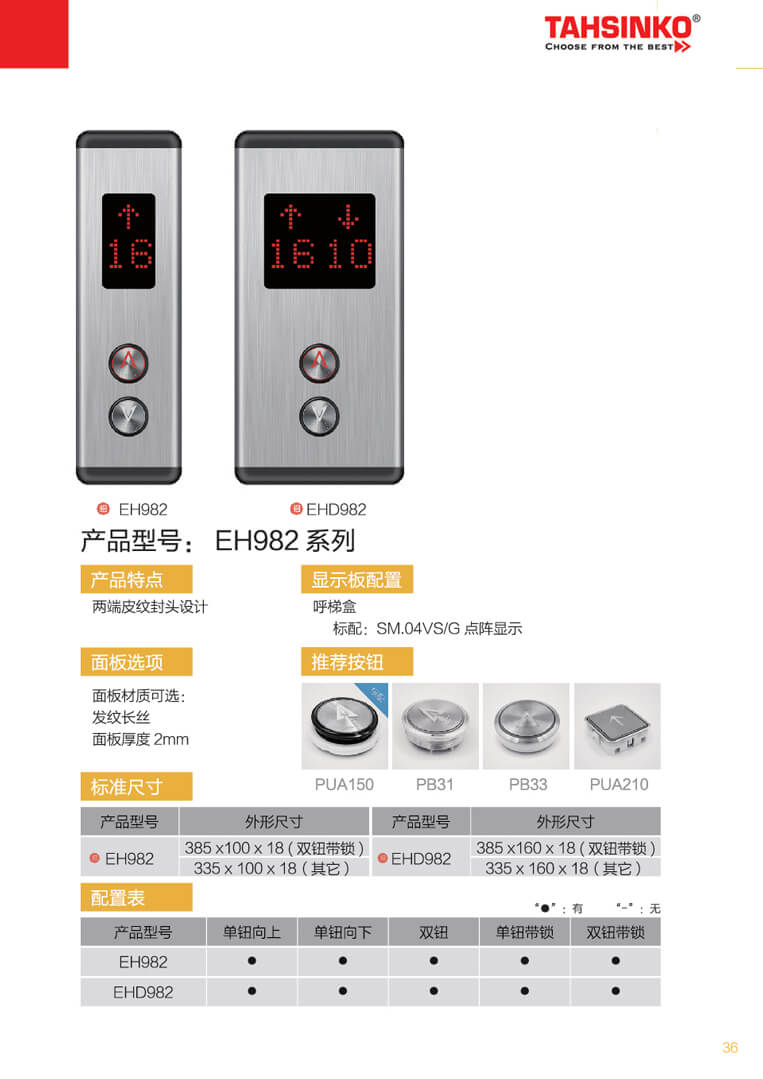 TAHSINKO®
CHOOSE FROM THE BEST
16
16 10
EH982
EHD982
产品型号： EH982 系列
产品特点
显示板配置
两端皮纹封头设计
呼梯盒
标配：SM.04VS/G 点阵显示
面板选项
推荐按钮
面板材质可选：
发纹长丝
面板厚度 2mm
标配
PUA150
PB31
PB33
PUA210
标准尺寸
产品型号 外形尺寸 产品型号 外形尺寸
EH982 385 x100 x 18 ( 双钮带锁 ) EHD982 385 x160 x 18 ( 双钮带锁 )
335 x 100 x 18 ( 其它 ) 335 x 160 x 18 ( 其它 )
配置表
“●”：有 “-”：无
产品型号 单钮向上 单钮向下 双钮 单钮带锁 双钮带锁
EH982 ● ● ● ● ●
EHD982 ● ● ● ● ●
36